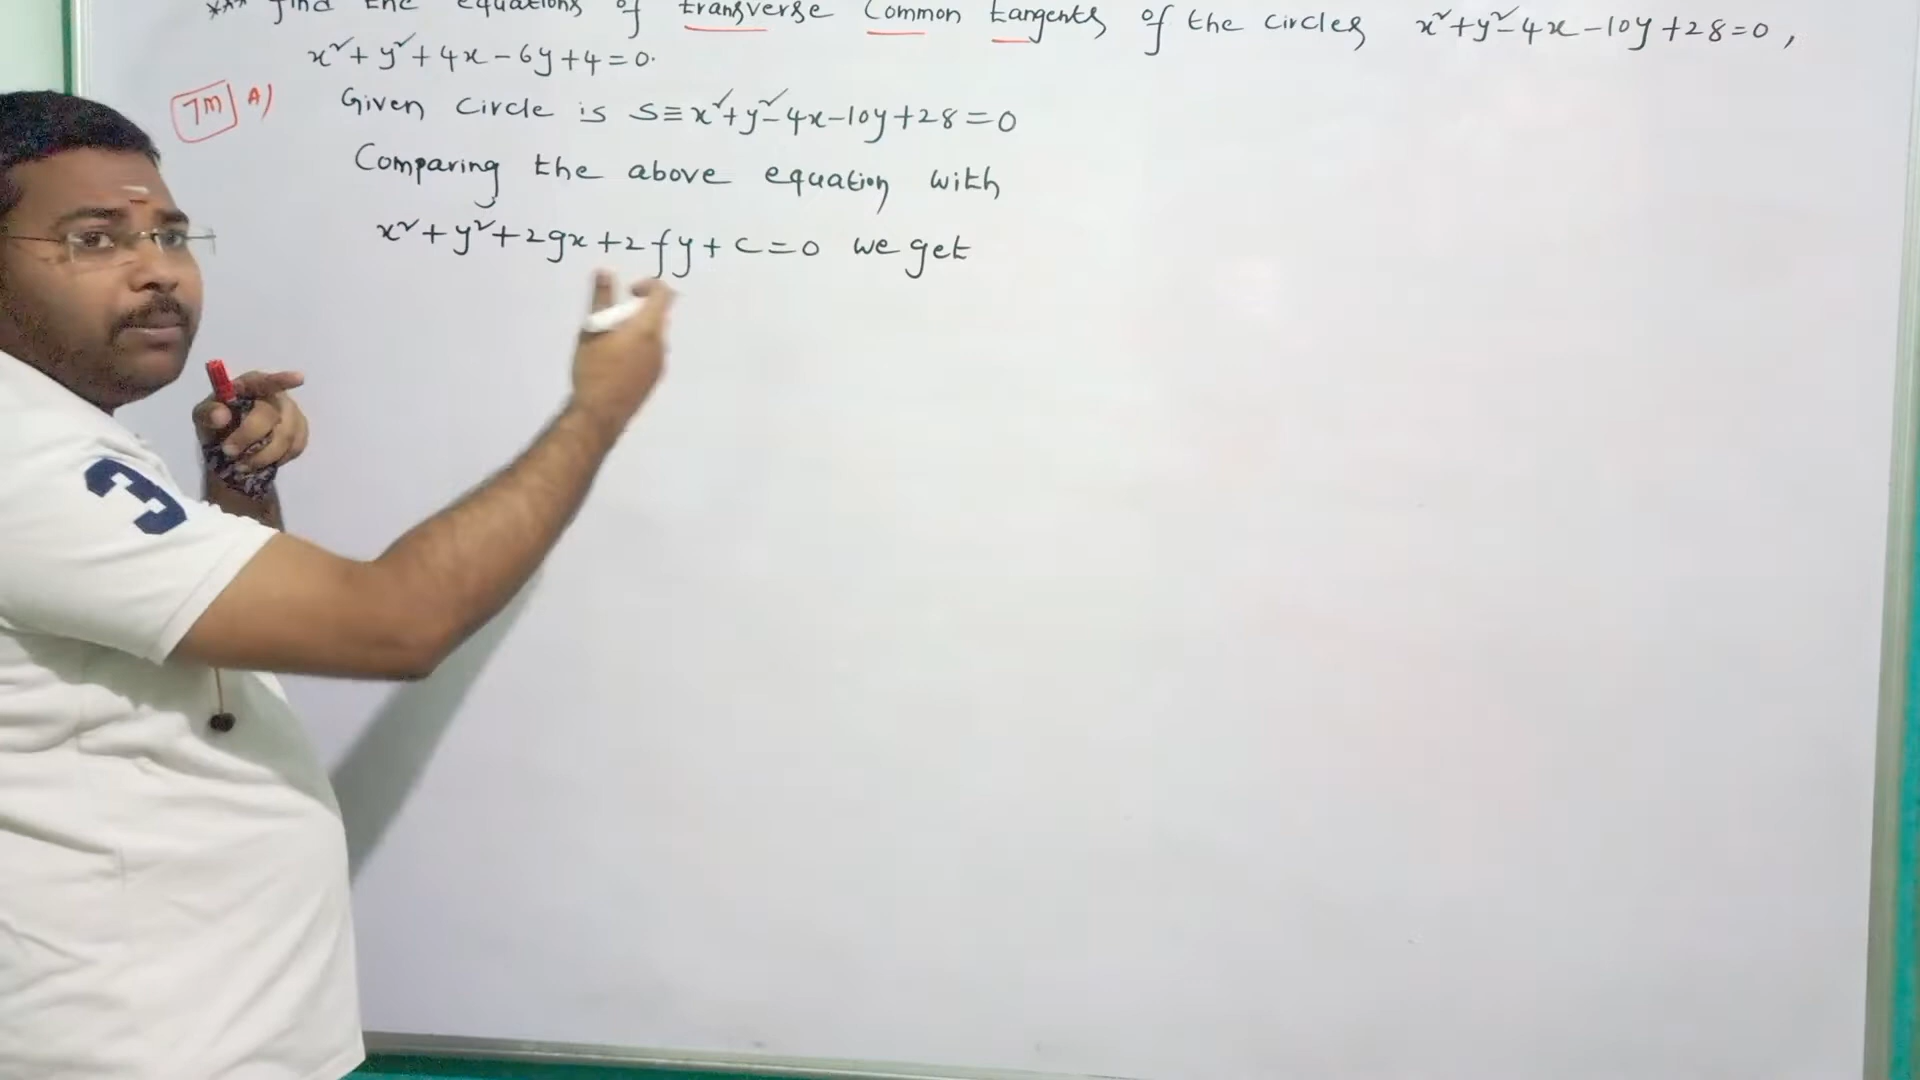 *** find the equations of transverse common tangents of the circles x²+y²-4x-10y+28=0,
x²+y²+4x-6y+4=0.
7m A) Given circle is S≡x²+y²-4x-10y+28=0
Comparing the above equation with
x²+y²+2gx+2fy+c=0 we get
3